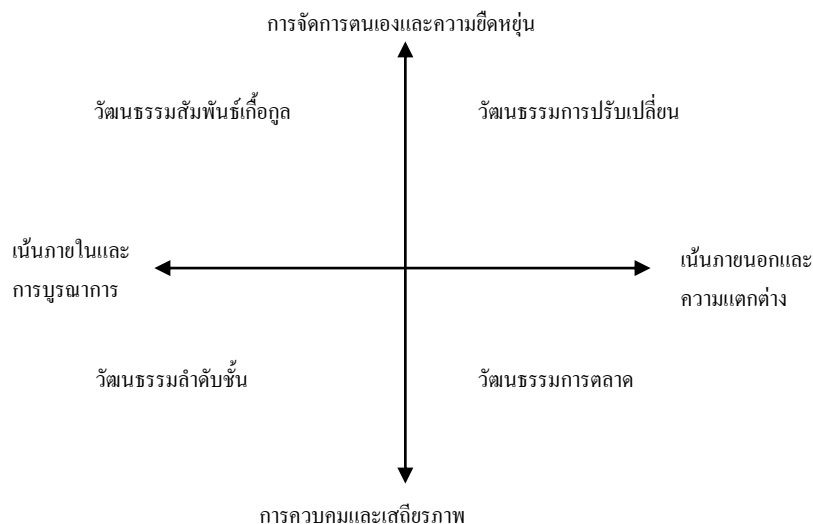 การจัดการตนเองและความยืดหยุ่น
วัฒนธรรมสัมพันธ์เกื้อกูล
วัฒนธรรมการปรับเปลี่ยน
เน้นภายในและ
การบูรณาการ
เน้นภายนอกและ
ความแตกต่าง
วัฒนธรรมลำดับชั้น
วัฒนธรรมการตลาด
การควบคุมและเสถียรภาพ